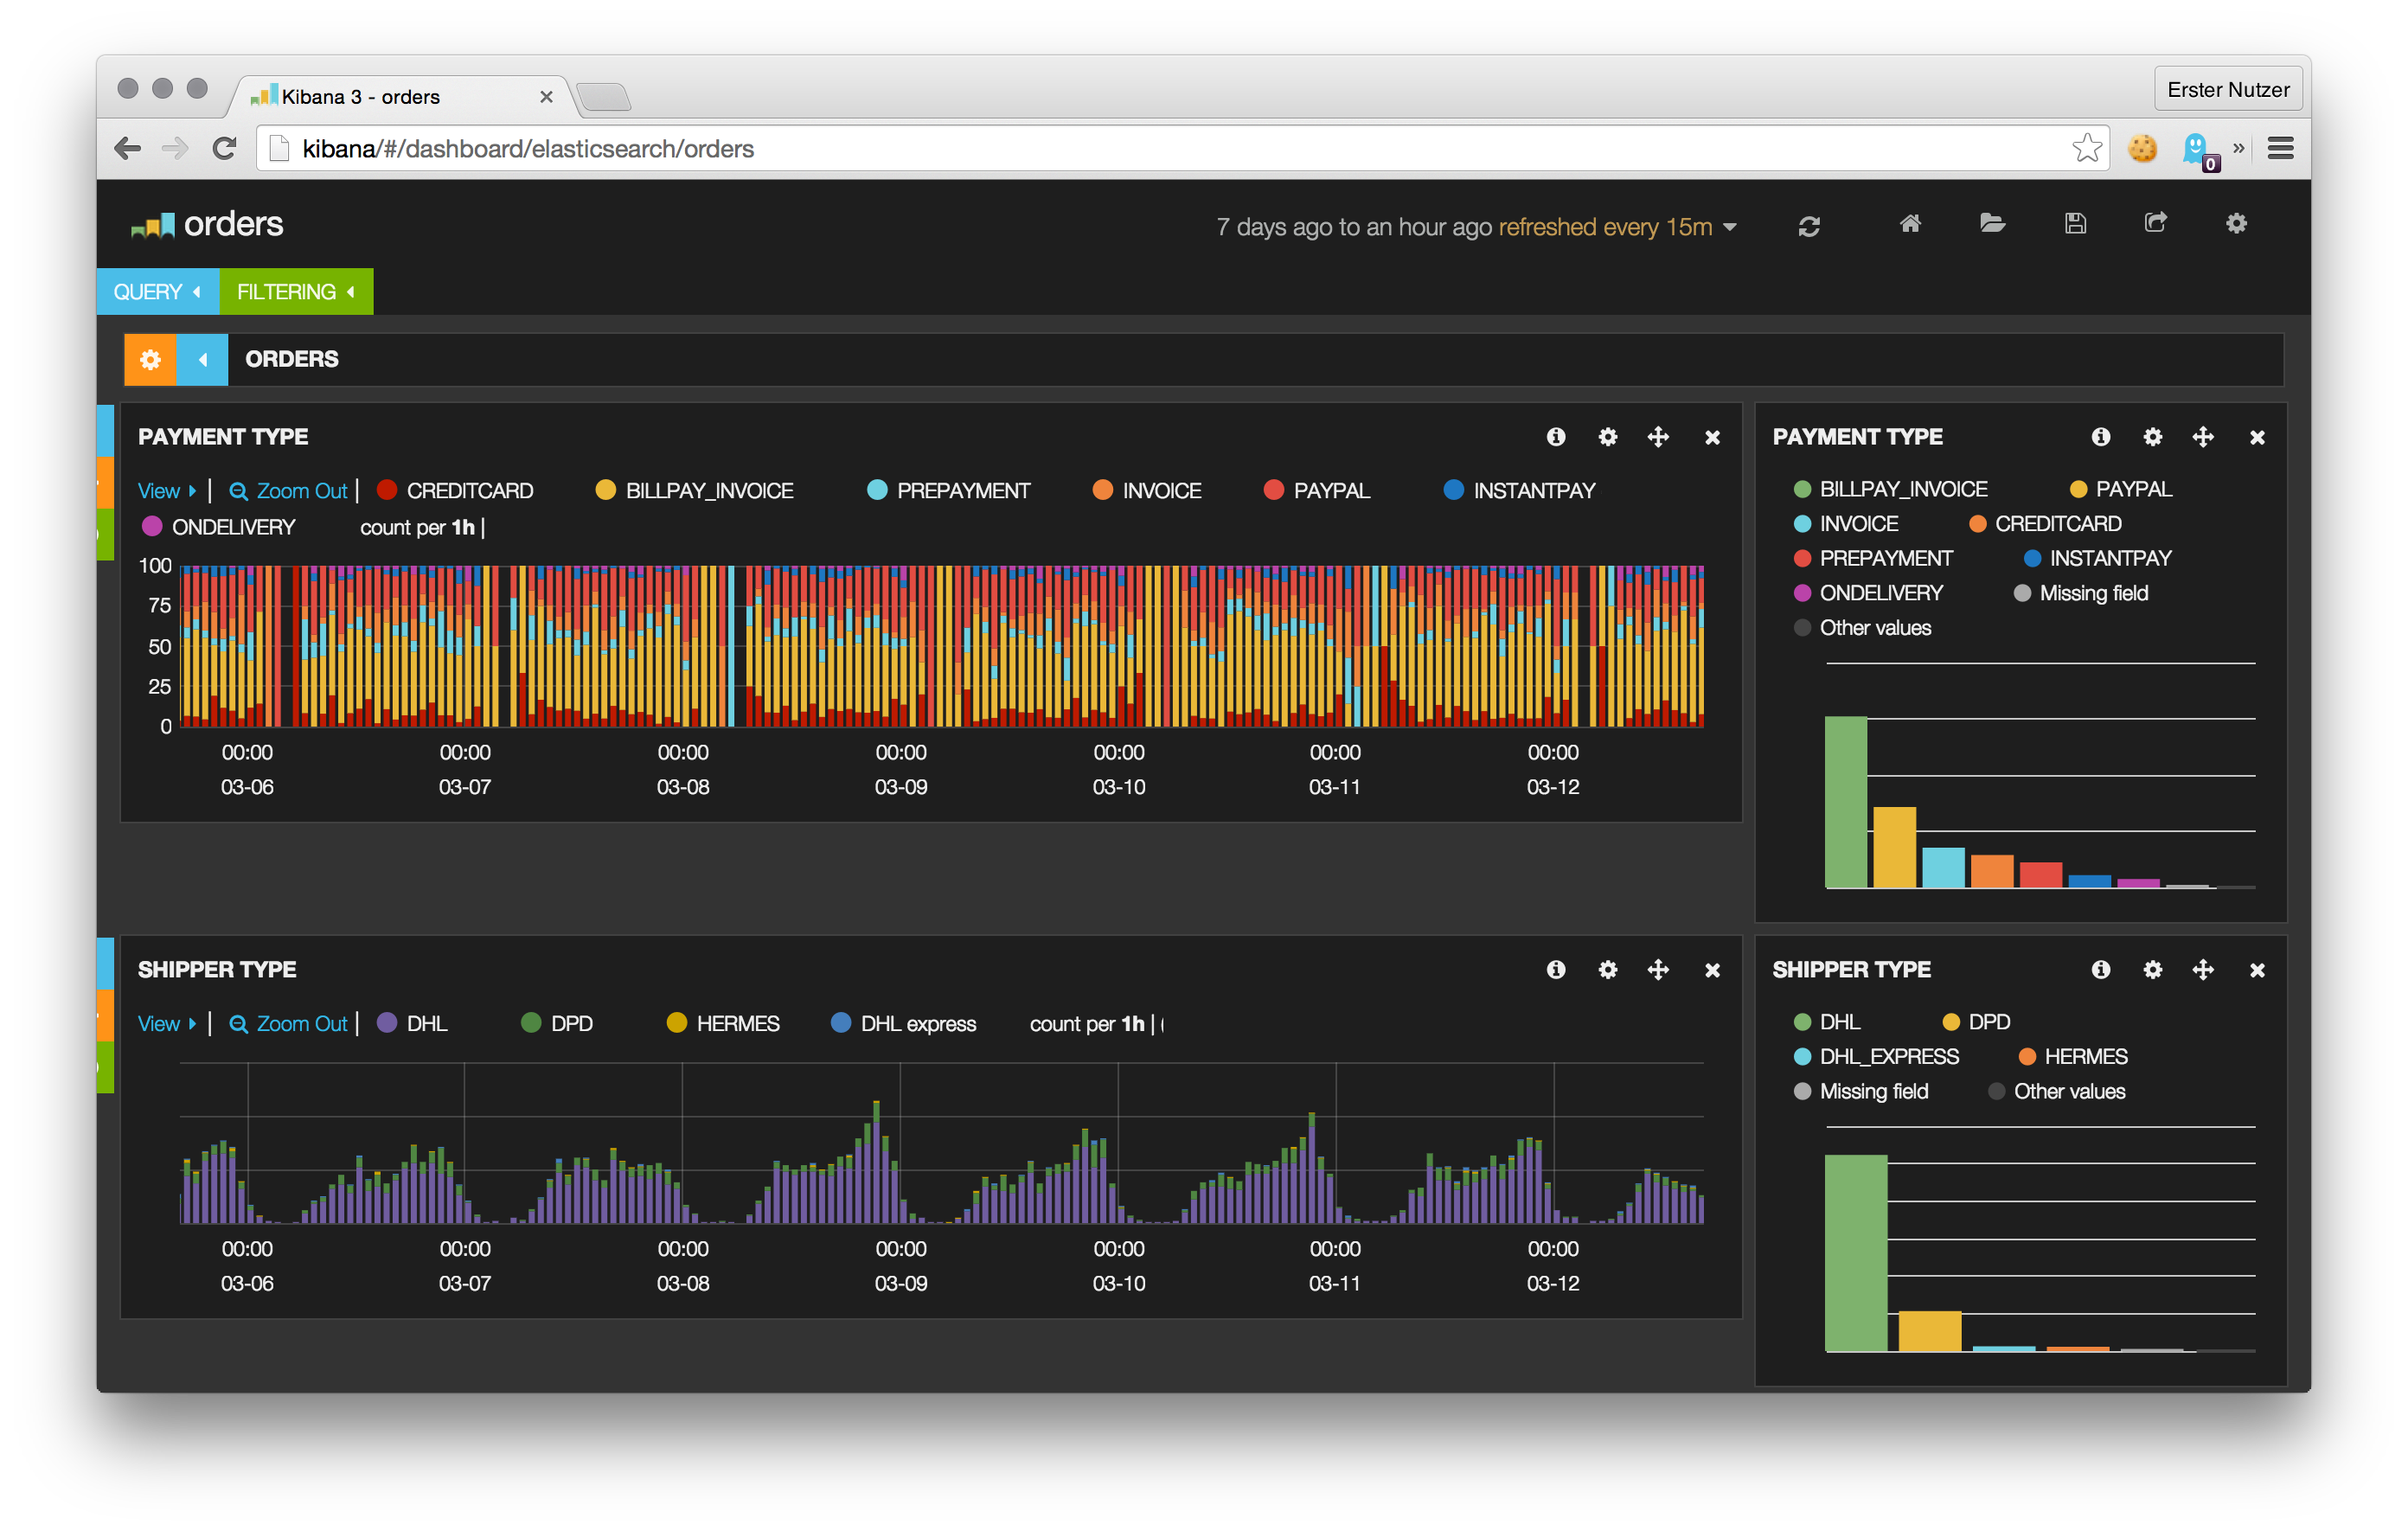 Kibana 3 - orders
Erster Nutzer
kibana/#/dashboard/elasticsearch/orders
0
orders
7 days ago to an hour ago refreshed every 15m
QUERY FILTERING
ORDERS
PAYMENT TYPE
View | Zoom Out | CREDITCARD BILLPAY_INVOICE PREPAYMENT INVOICE PAYPAL INSTANTPAY
ONDELIVERY count per 1h |
100
75
50
25
0
00:00 00:00 00:00 00:00 00:00 00:00 00:00
03-06 03-07 03-08 03-09 03-10 03-11 03-12
PAYMENT TYPE
BILLPAY_INVOICE PAYPAL
INVOICE CREDITCARD
PREPAYMENT INSTANTPAY
ONDELIVERY Missing field
Other values
SHIPPER TYPE
View | Zoom Out | DHL DPD HERMES DHL express count per 1h | (
00:00 00:00 00:00 00:00 00:00 00:00 00:00
03-06 03-07 03-08 03-09 03-10 03-11 03-12
SHIPPER TYPE
DHL DPD
DHL_EXPRESS HERMES
Missing field Other values